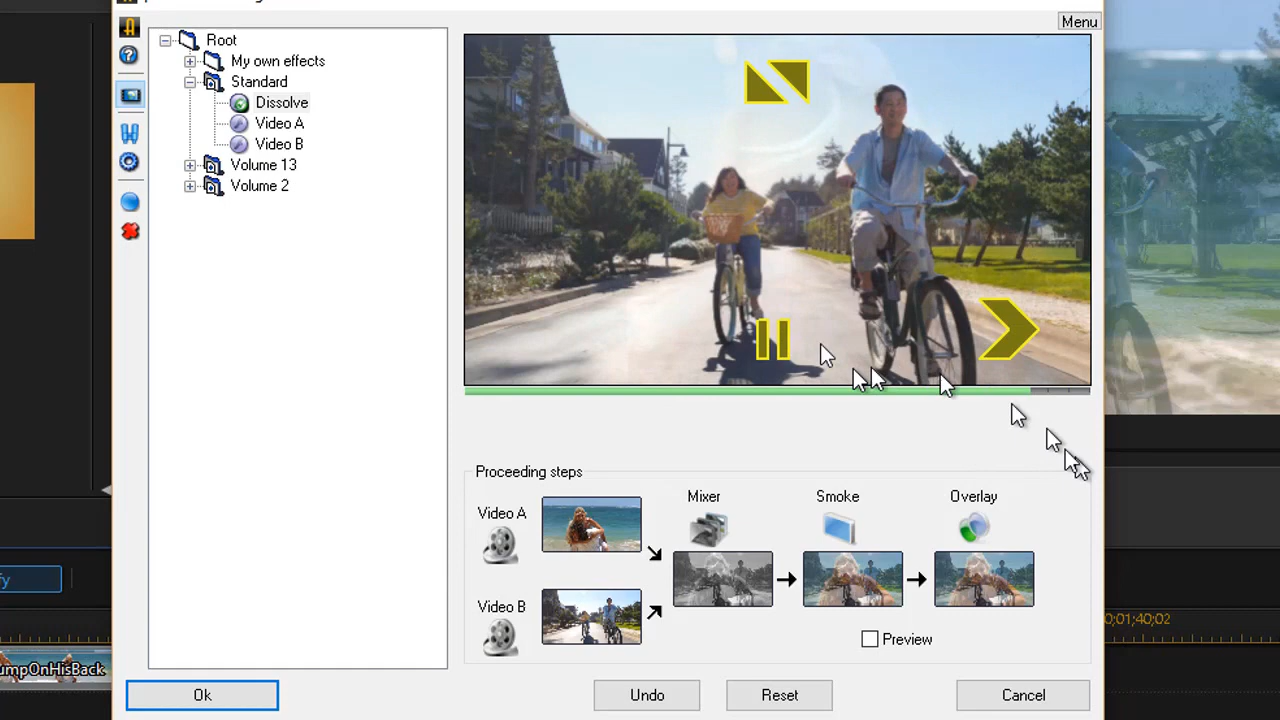 Menu
Root
My own effects
Standard
Dissolve
Video A
Video B
Volume 13
Volume 2
Proceeding steps
Video A
Mixer
Smoke
Overlay
Video B
Preview
fy
0;01;40;02
umpOnHisBack
Ok
Undo
Reset
Cancel